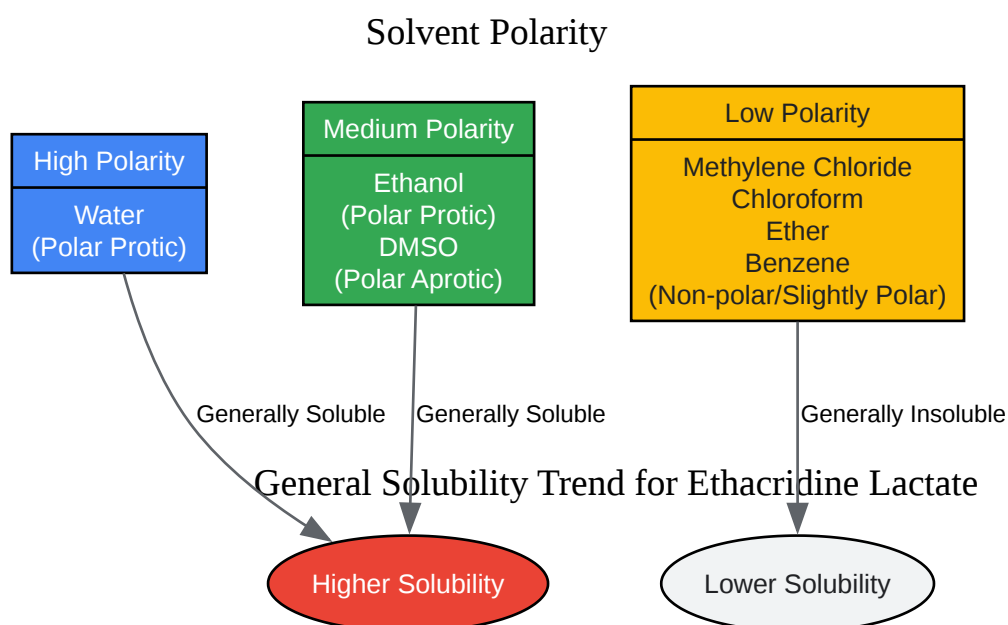 Solvent Polarity
High Polarity
Water
(Polar Protic)
Medium Polarity
Ethanol
(Polar Protic)
DMSO
(Polar Aprotic)
Low Polarity
Methylene Chloride
Chloroform
Ether
Benzene
(Non-polar/Slightly Polar)
Generally Soluble
Generally Soluble
Generally Insoluble
General Solubility Trend for Ethacridine Lactate
Higher Solubility
Lower Solubility